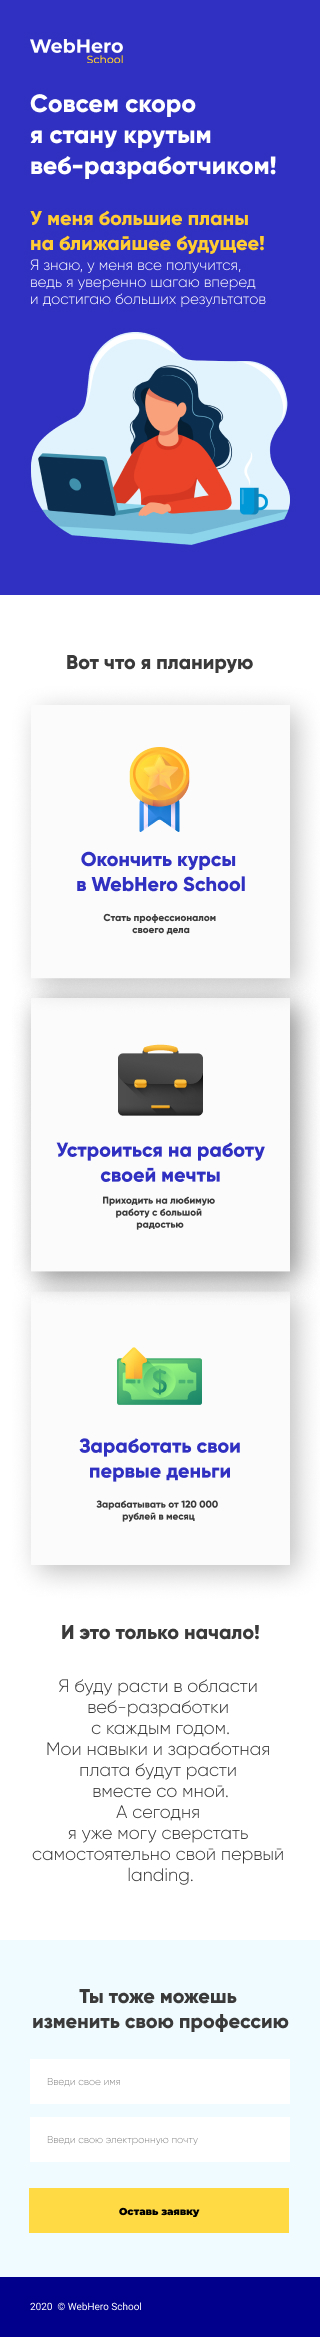 WebHero
School
Совсем скоро
я стану крутым
веб-разработчиком!
У меня большие планы
на ближайшее будущее!
Я знаю, у меня все получится,
ведь я уверенно шагаю вперед
и достигаю больших результатов
Вот что я планирую
Окончить курсы
в WebHero School
Стать профессионалом
своего дела
Устроиться на работу
своей мечты
Приходить на любимую
работу с большой
радостью
$
Заработать свои
первые деньги
Зарабатывать от 120 000
рублей в месяц
И это только начало!
Я буду расти в области
веб-разработки
с каждым годом.
Мои навыки и заработная
плата будут расти
вместе со мной.
А сегодня
я уже могу сверстать
самостоятельно свой первый
landing.
Ты тоже можешь
изменить свою профессию
Введи свое имя
Введи свою электронную почту
Оставь заявку
2020 © WebHero School